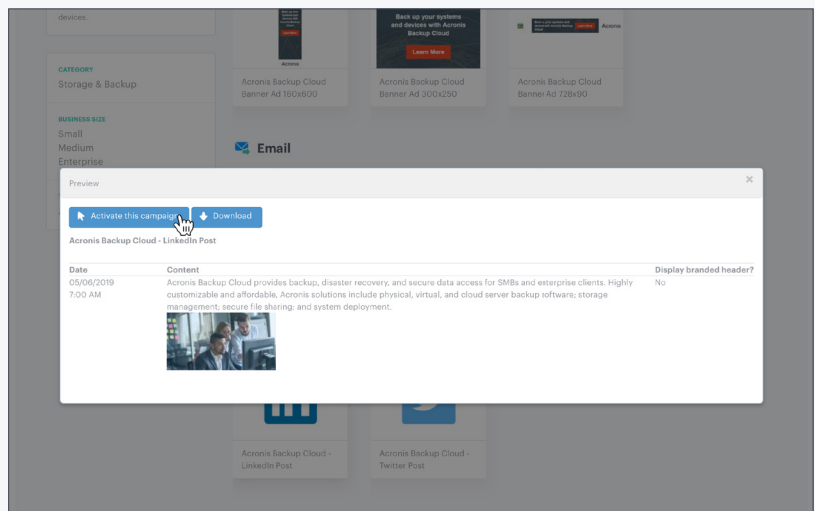 devices.
Back up your systems
and devices with Acronis
Backup Cloud
Learn More
Acronis
Acronis
CATEGORY
Storage & Backup
Acronis Backup Cloud
Banner Ad 160x600
Acronis Backup Cloud
Banner Ad 300x250
Acronis Backup Cloud
Banner Ad 728x90
BUSINESS SIZE
Small
Medium
Enterprise
Email
Preview
Activate this campaign
Download
Acronis Backup Cloud - LinkedIn Post
Date Content Display branded header?
05/06/2019 Acronis Backup Cloud provides backup, disaster recovery, and secure data access for SMBs and enterprise clients. Highly No
7:00 AM customizable and affordable, Acronis solutions include physical, virtual, and cloud server backup software; storage
management; secure file sharing; and system deployment.
Acronis Backup Cloud -
LinkedIn Post
Acronis Backup Cloud -
Twitter Post